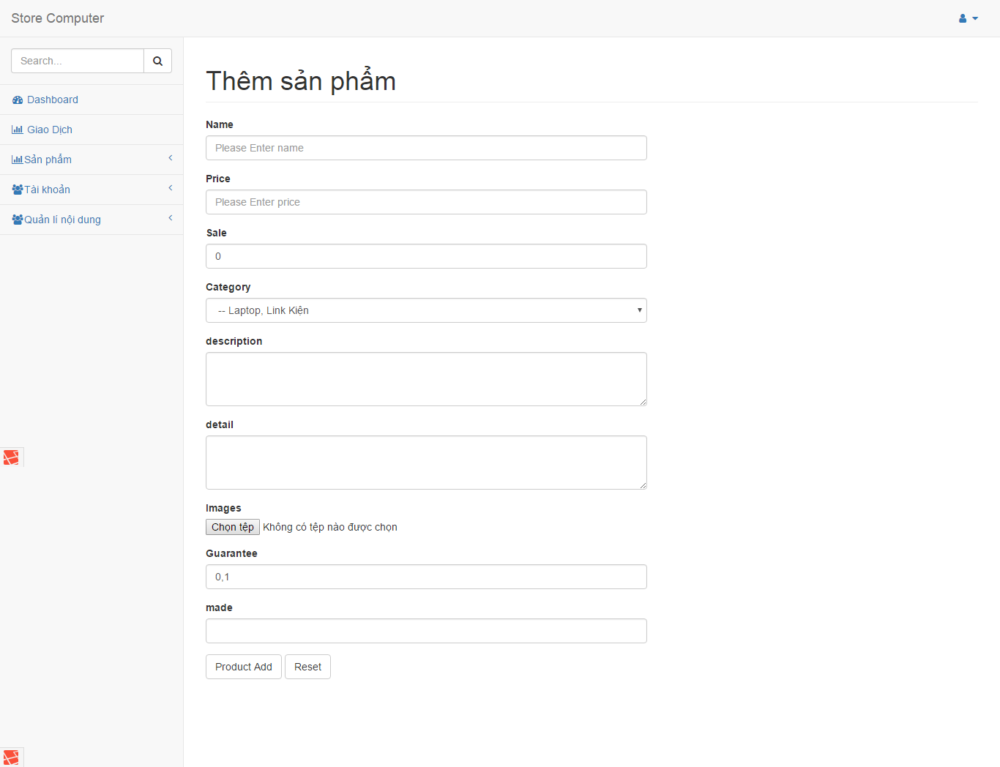 Store Computer
Search...
Dashboard
Giao Dịch
Sản phẩm
Tài khoản
Quản lí nội dung
Thêm sản phẩm
Name
Please Enter name
Price
Please Enter price
Sale
0
Category
-- Laptop, Link Kiện
description
detail
Images
Chọn tệp Không có tệp nào được chọn
Guarantee
0,1
made
Product Add Reset